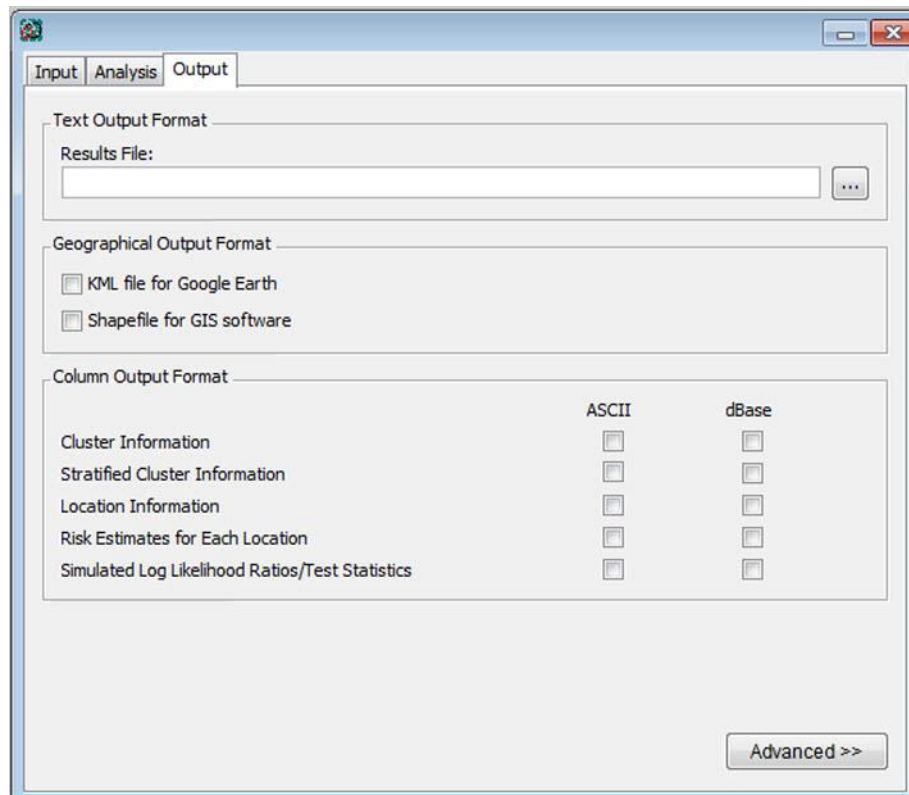 Input Analysis Output
Text Output Format
Results File:
...
Geographical Output Format
KML file for Google Earth
Shapefile for GIS software
Column Output Format
ASCII dBase
Cluster Information
Stratified Cluster Information
Location Information
Risk Estimates for Each Location
Simulated Log Likelihood Ratios/Test Statistics
Advanced >>